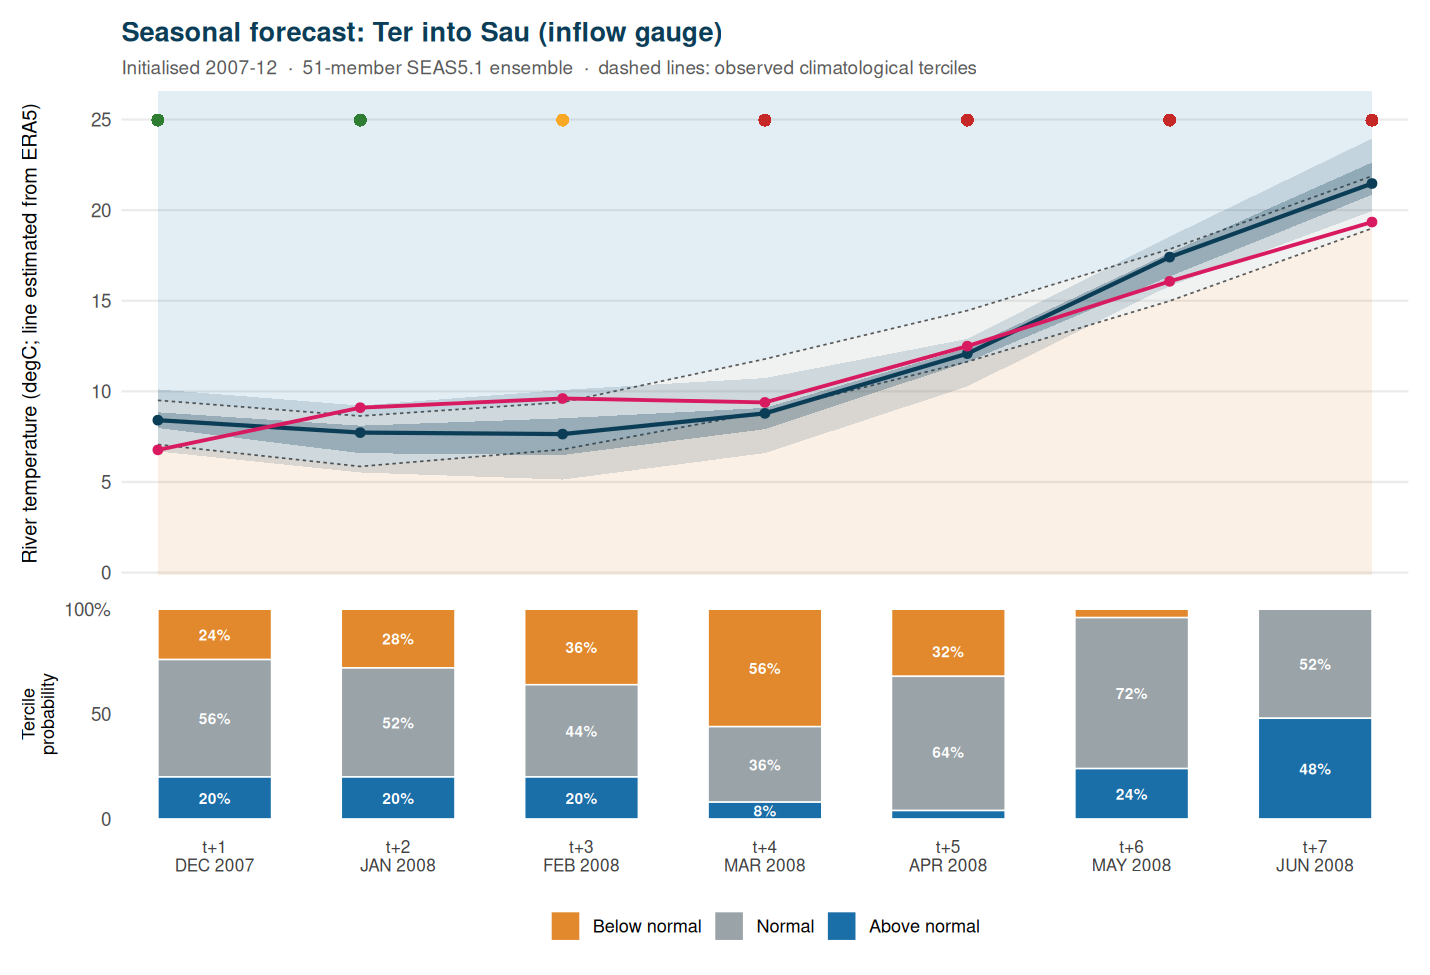 Seasonal forecast: Ter into Sau (inflow gauge)
Initialised 2007-12 · 51-member SEAS5.1 ensemble · dashed lines: observed climatological terciles
River temperature (degC; line estimated from ERA5)
25
20
15
10
5
0
Tercile
probability
100%
50
0
24%
56%
20%
28%
52%
20%
36%
44%
20%
56%
36%
8%
32%
64%
72%
24%
52%
48%
t+1
DEC 2007
t+2
JAN 2008
t+3
FEB 2008
t+4
MAR 2008
t+5
APR 2008
t+6
MAY 2008
t+7
JUN 2008
Below normal
Normal
Above normal